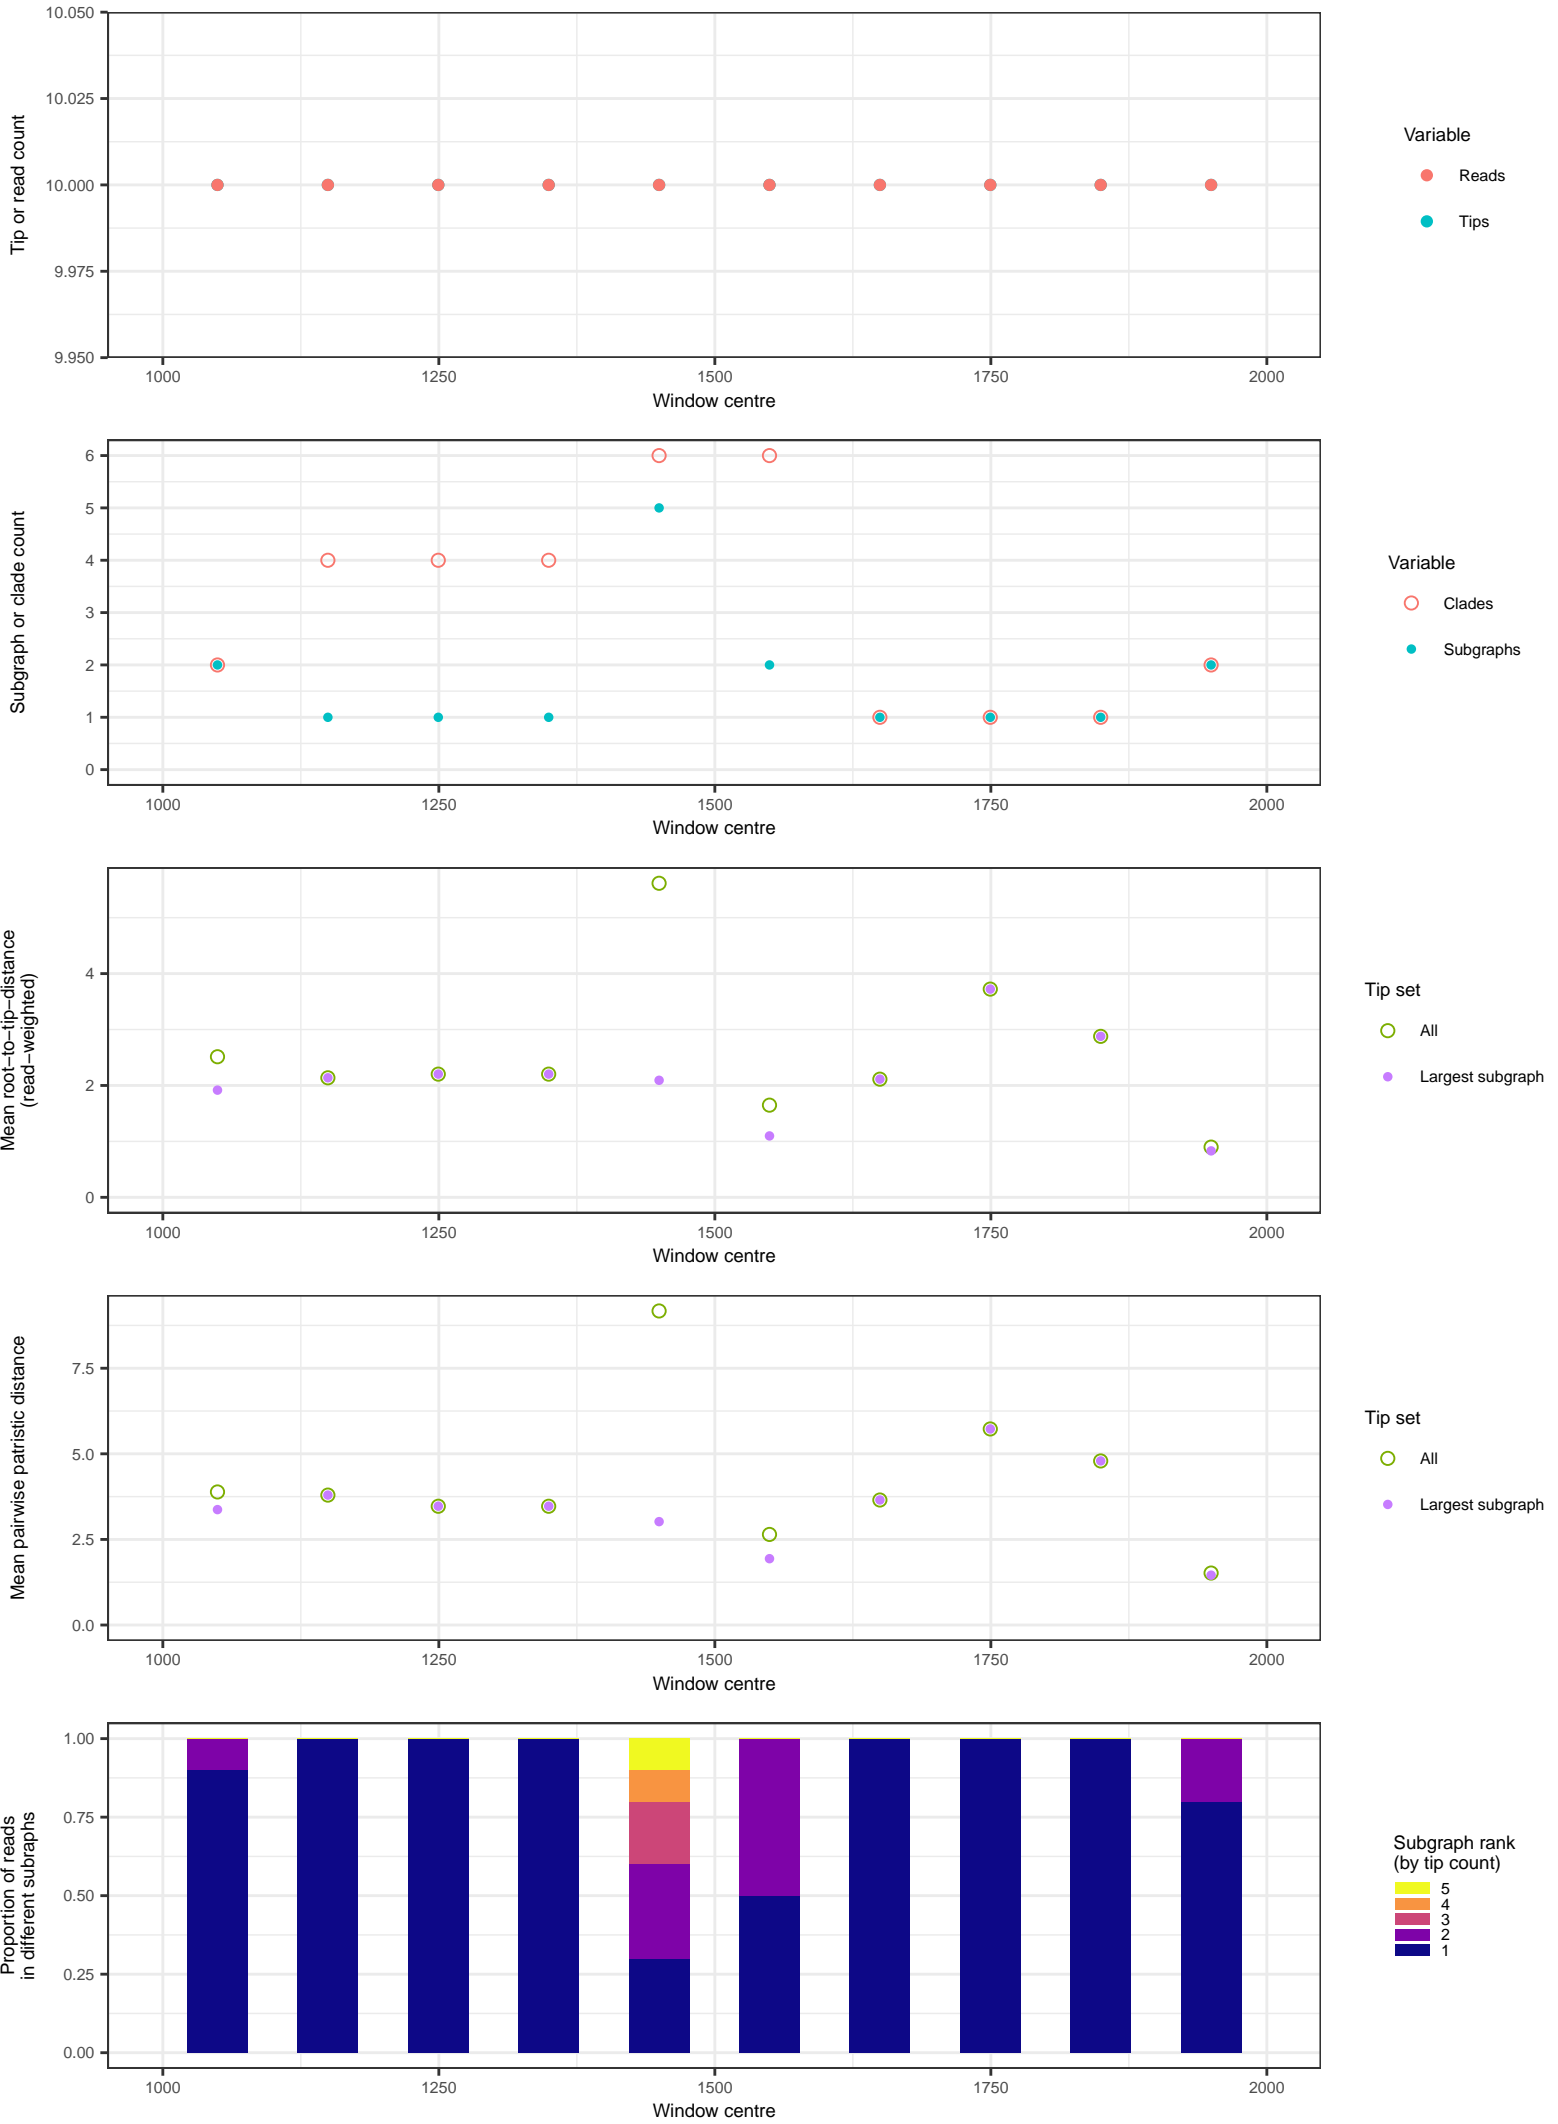 10.050
10.025
10.000
9.975
9.950
Tip or read count
1000 1250 1500 1750 2000
Window centre
Variable
Reads
Tips
6
5
4
3
2
1
0
Subgraph or clade count
1000 1250 1500 1750 2000
Window centre
Variable
Clades
Subgraphs
4
2
0
Mean root−to−tip−distance
(read−weighted)
1000 1250 1500 1750 2000
Window centre
Tip set
All
Largest subgraph
7.5
5.0
2.5
0.0
Mean pairwise patristic distance
1000 1250 1500 1750 2000
Window centre
Tip set
All
Largest subgraph
1.00
0.75
0.50
0.25
0.00
Proportion of reads
in different subraphs
1000 1250 1500 1750 2000
Window centre
Subgraph rank
(by tip count)
5
4
3
2
1